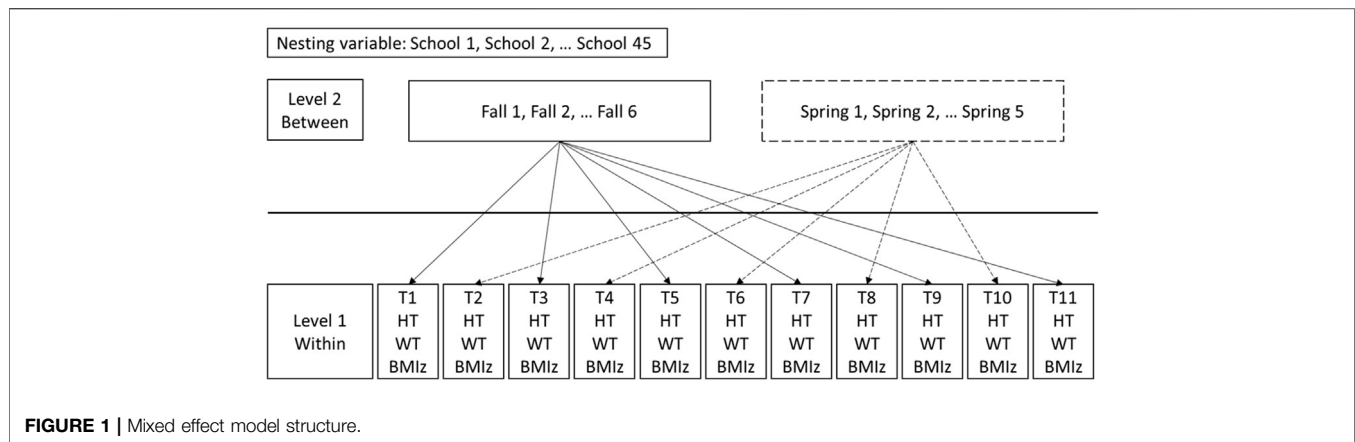 Nesting variable: School 1, School 2, ... School 45
Level 2
Between
Fall 1, Fall 2, ... Fall 6
Spring 1, Spring 2, ... Spring 5
Level 1
Within
T1
HT
WT
BMIz
T2
HT
WT
BMIz
T3
HT
WT
BMIz
T4
HT
WT
BMIz
T5
HT
WT
BMIz
T6
HT
WT
BMIz
T7
HT
WT
BMIz
T8
HT
WT
BMIz
T9
HT
WT
BMIz
T10
HT
WT
BMIz
T11
HT
WT
BMIz
FIGURE 1 | Mixed effect model structure.